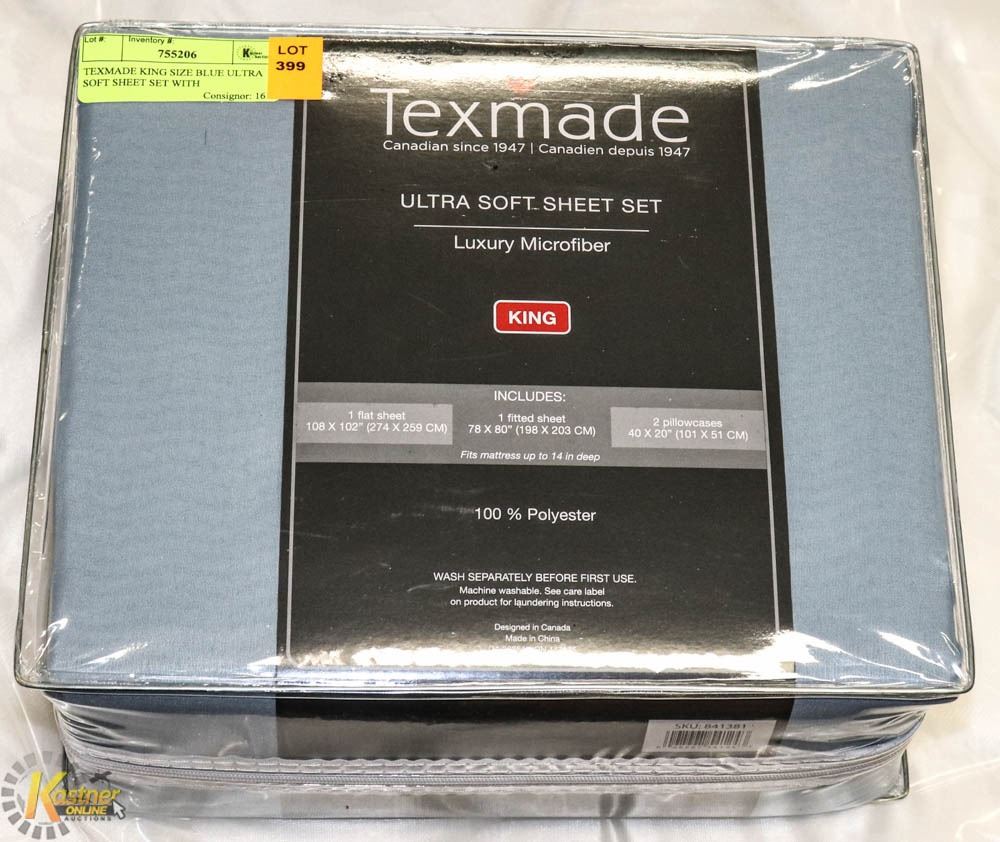 Lot #: Inventory #:
755206
LOT
399
TEXMADE KING SIZE BLUE ULTRA
SOFT SHEET SET WITH
Consignor: 16
Texmade
Canadian since 1947 | Canadien depuis 1947
ULTRA SOFT SHEET SET
Luxury Microfiber
KING
INCLUDES:
1 flat sheet
108 X 102" (274 X 259 CM)
1 fitted sheet
78 X 80" (198 X 203 CM)
2 pillowcases
40 X 20" (101 X 51 CM)
Fits mattress up to 14 in deep
100 % Polyester
WASH SEPARATELY BEFORE FIRST USE.
Machine washable. See care label
on product for laundering instructions.
Designed in Canada
Made in China
SKU: 841381
Kastner
ONLINE
AUCTIONS